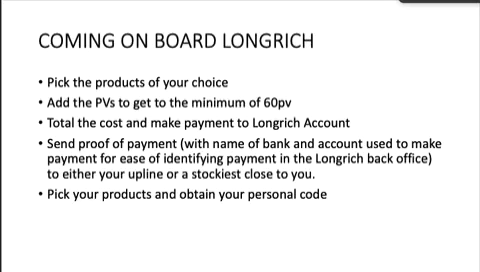 COMING ON BOARD LONGRICH
• Pick the products of your choice
• Add the PVs to get to the minimum of 60pv
• Total the cost and make payment to Longrich Account
• Send proof of payment (with name of bank and account used to make
payment for ease of identifying payment in the Longrich back office)
to either your upline or a stockiest close to you.
• Pick your products and obtain your personal code